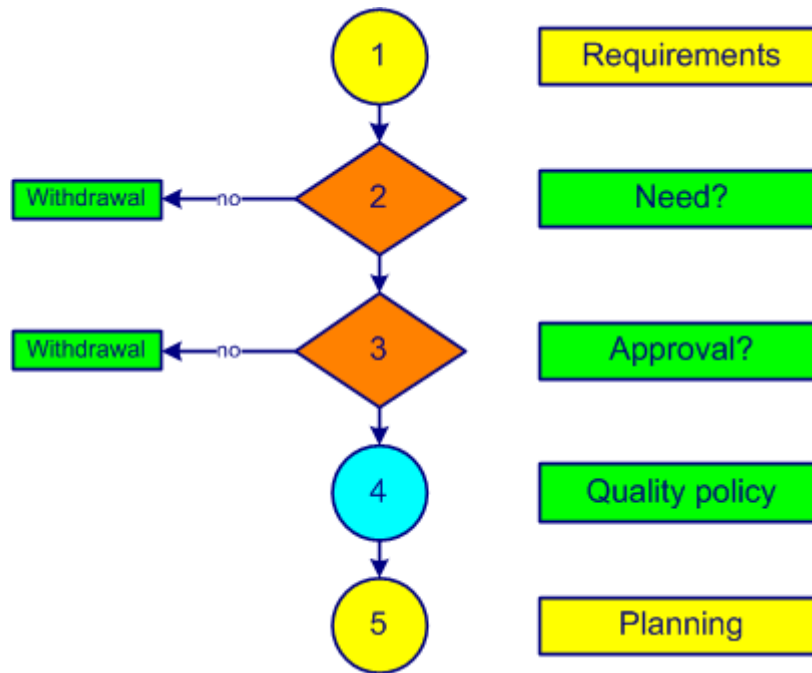 1
Requirements
Withdrawal
no
2
Need?
Withdrawal
no
3
Approval?
4
Quality policy
5
Planning